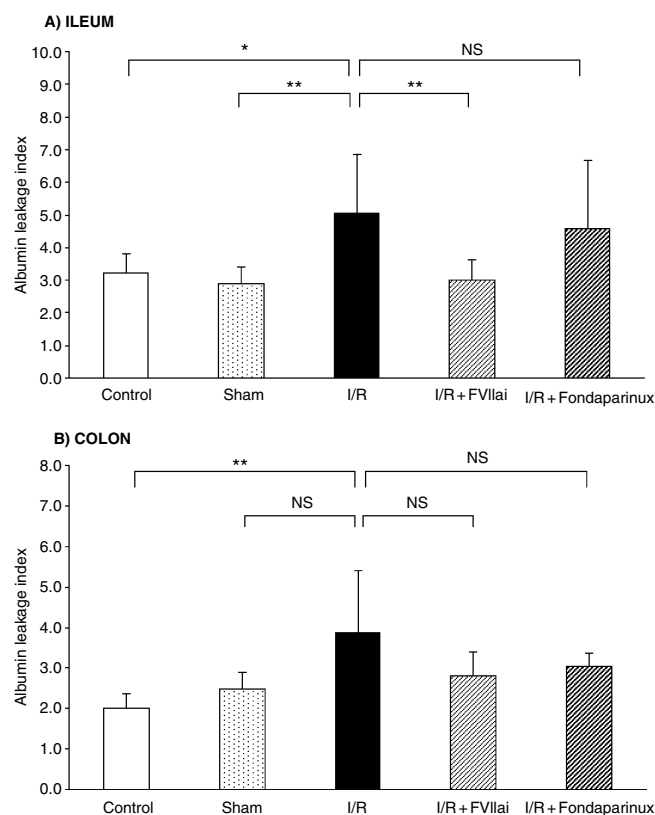 A) ILEUM
10.0
9.0
8.0
7.0
6.0
5.0
4.0
3.0
2.0
1.0
0.0
Albumin leakage index
*
NS
**
**
Control
Sham
I/R
I/R + FVIIai
I/R + Fondaparinux
B) COLON
8.0
7.0
6.0
5.0
4.0
3.0
2.0
1.0
0.0
Albumin leakage index
**
NS
NS
NS
Control
Sham
I/R
I/R + FVIIai
I/R + Fondaparinux